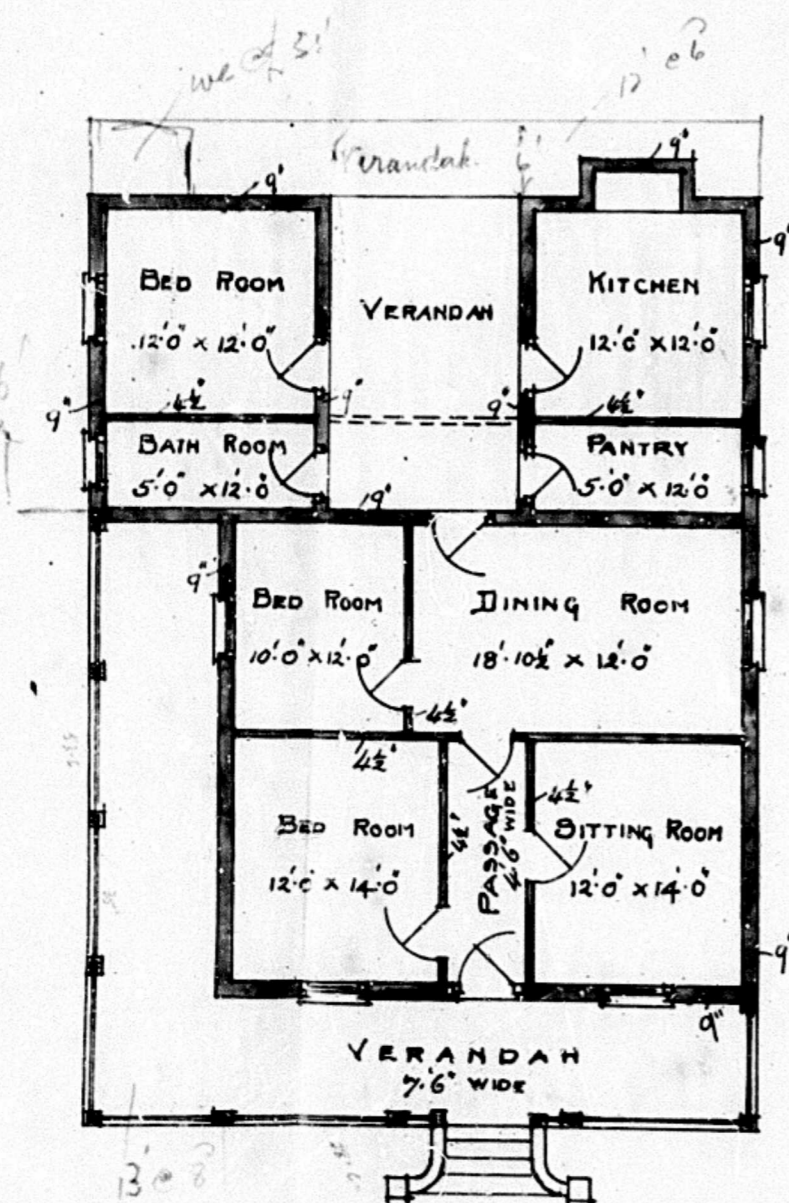 Verandah.
6'
9"
9"
9"
BED ROOM
12'.0" x 12'.0"
VERANDAH
KITCHEN
12'.0" x 12'.0"
9"
4½"
9"
9"
4½"
BATH ROOM
5'.0" x 12'.0"
PANTRY
5'.0" x 12'.0"
9"
9"
BED ROOM
10'.0" x 12'.0"
DINING ROOM
18'.10½" x 12'.0"
4½"
4½"
BED ROOM
12'.0" x 14'.0"
4½"
PASSAGE
4'.6" WIDE
4½"
SITTING ROOM
12'.0" x 14'.0"
9"
9"
VERANDAH
7'.6" WIDE
13' @ 8